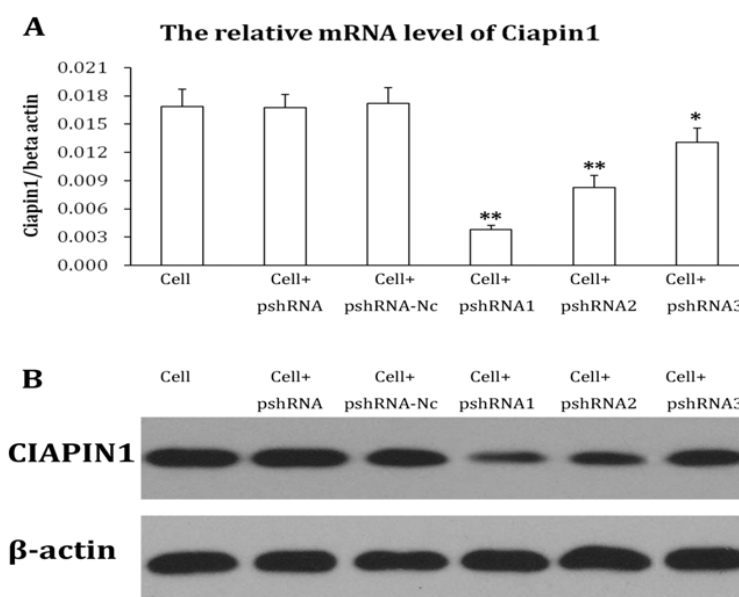 A
The relative mRNA level of Ciapin1
Ciapin1/beta actin
0.021
0.018
0.015
0.012
0.009
0.006
0.003
0.000
** ** *
Cell Cell+ Cell+ Cell+ Cell+ Cell+
pshRNA pshRNA-Nc pshRNA1 pshRNA2 pshRNA3
B
Cell Cell+ Cell+ Cell+ Cell+ Cell+
pshRNA pshRNA-Nc pshRNA1 pshRNA2 pshRNA3
CIAPIN1
β-actin